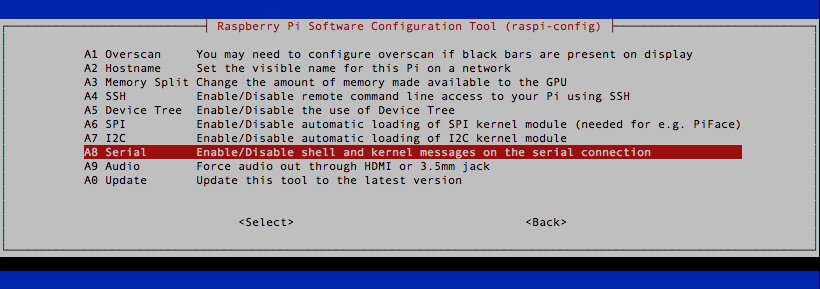 Raspberry Pi Software Configuration Tool (raspi-config)
A1 Overscan You may need to configure overscan if black bars are present on display
A2 Hostname Set the visible name for this Pi on a network
A3 Memory Split Change the amount of memory made available to the GPU
A4 SSH Enable/Disable remote command line access to your Pi using SSH
A5 Device Tree Enable/Disable the use of Device Tree
A6 SPI Enable/Disable automatic loading of SPI kernel module (needed for e.g. PiFace)
A7 I2C Enable/Disable automatic loading of I2C kernel module
A8 Serial Enable/Disable shell and kernel messages on the serial connection
A9 Audio Force audio out through HDMI or 3.5mm jack
A0 Update Update this tool to the latest version
<Select> <Back>